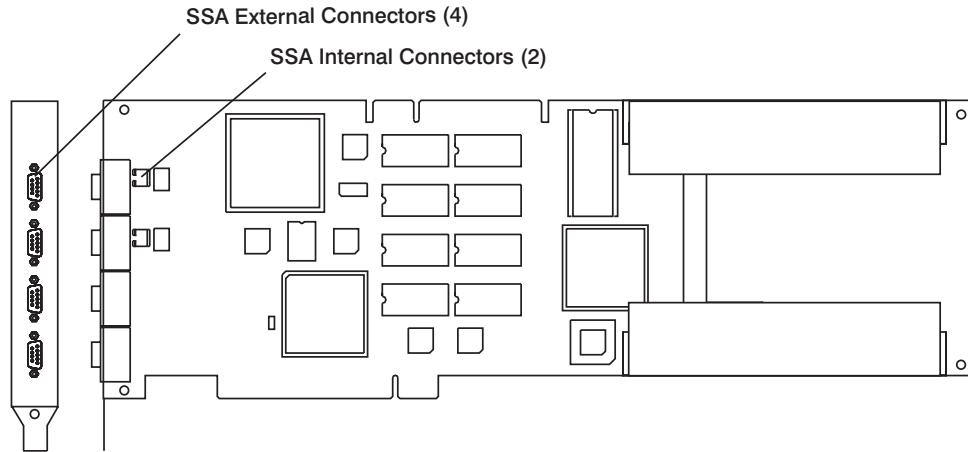 SSA External Connectors (4)
SSA Internal Connectors (2)